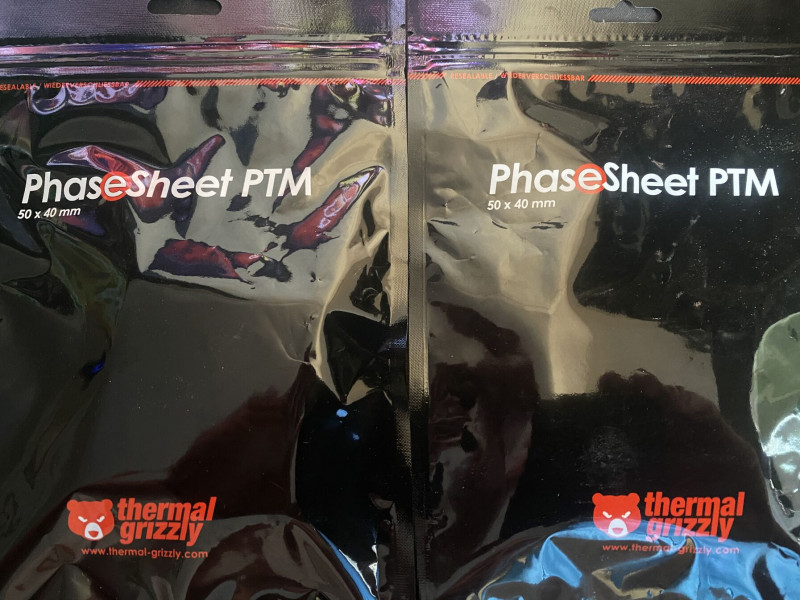 RESEALABLE / WIEDERVERSCHLIESSBAR
PhaseSheet PTM
50 x 40 mm
thermal
grizzly
www.thermal-grizzly.com
RESEALABLE / WIEDERVERSCHLIESSBAR
PhaseSheet PTM
50 x 40 mm
thermal
grizzly
www.thermal-grizzly.com